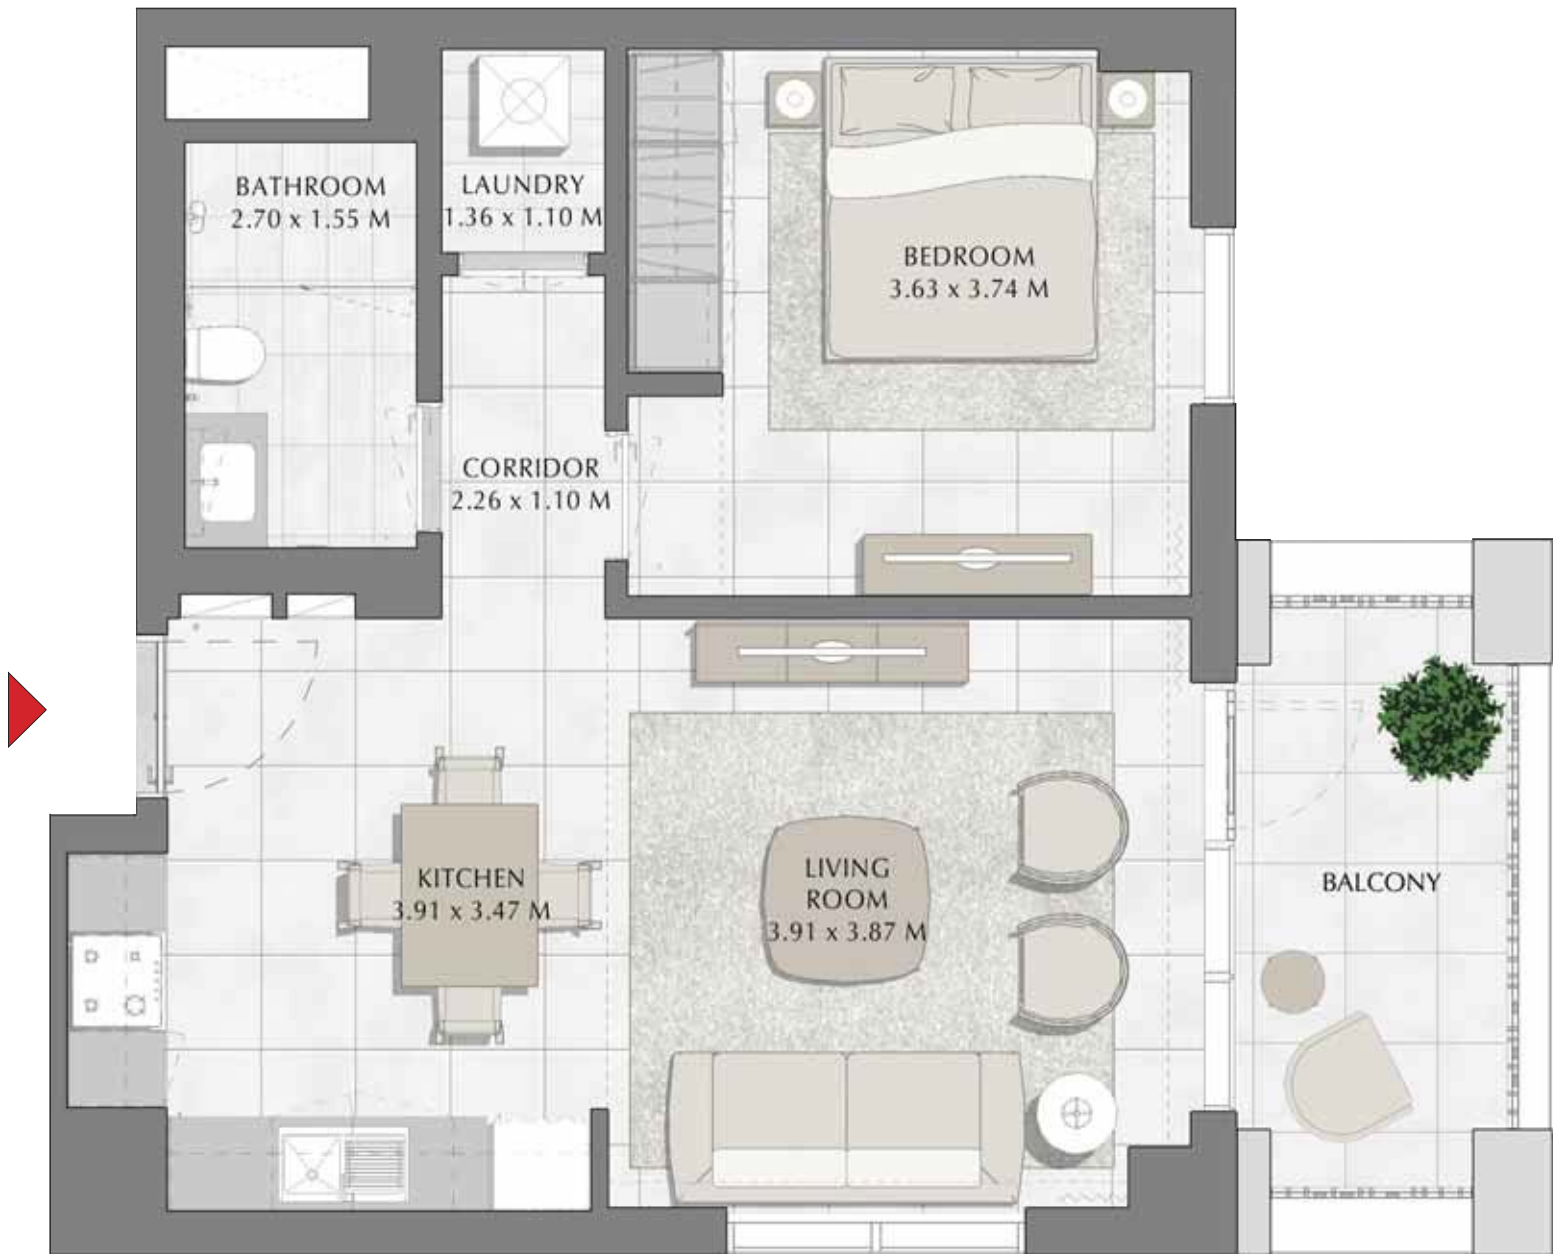 BATHROOM
2.70 x 1.55 M
LAUNDRY
1.36 x 1.10 M
BEDROOM
3.63 x 3.74 M
CORRIDOR
2.26 x 1.10 M
KITCHEN
3.91 x 3.47 M
LIVING
ROOM
3.91 x 3.87 M
BALCONY